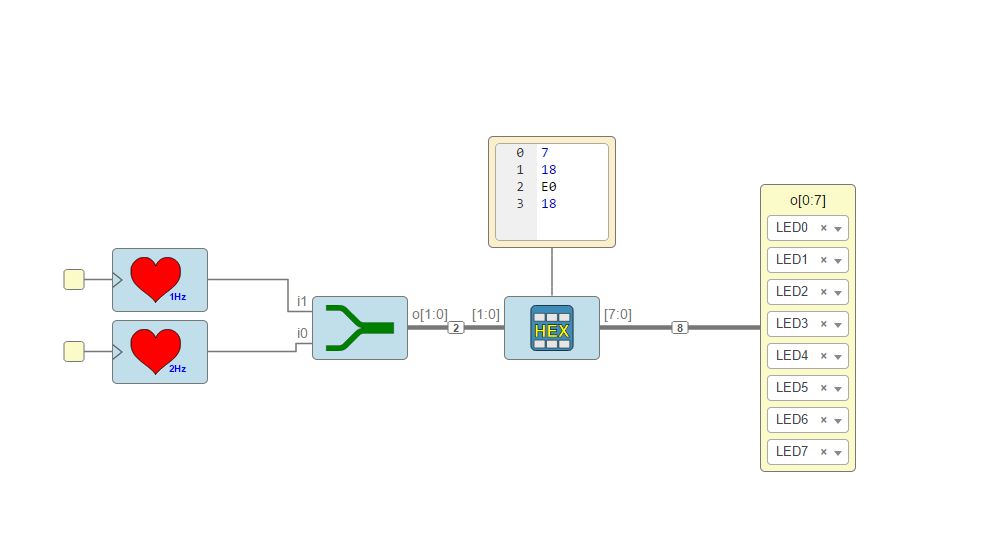 0 7
1 18
2 E0
3 18
o[0:7]
LED0 ×
LED1 ×
LED2 ×
LED3 ×
LED4 ×
LED5 ×
LED6 ×
LED7 ×
1Hz
2Hz
i1
i0
o[1:0]
2
[1:0]
HEX
[7:0]
8